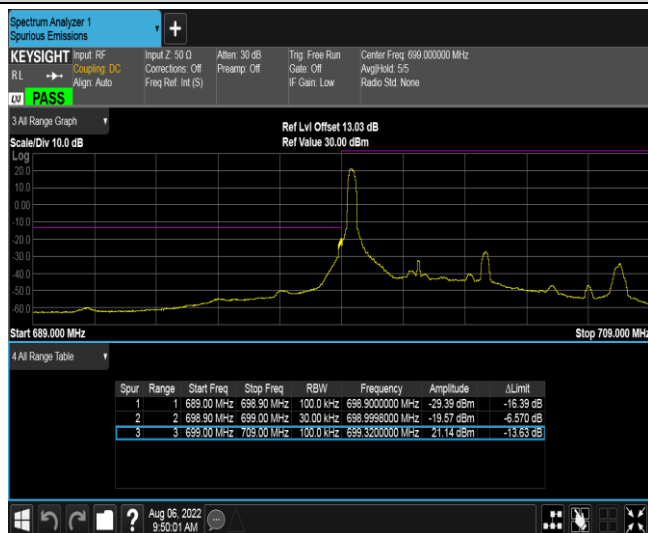 Spectrum Analyzer 1
Spurious Emissions
+
KEYSIGHT Input: RF Input Z: 50 Ω Atten: 30 dB Trig: Free Run Center Freq: 699.000000 MHz
RL Coupling: DC Corrections: Off Preamp: Off Gate: Off Avg|Hold: 5/5
Align: Auto Freq Ref: Int (S) IF Gain: Low Radio Std: None
LXI PASS
3 All Range Graph
Ref Lvl Offset 13.03 dB
Scale/Div 10.0 dB Ref Value 30.00 dBm
Log
20.0
10.0
0.00
-10.0
-20.0
-30.0
-40.0
-50.0
-60.0
Start 689.000 MHz Stop 709.000 MHz
4 All Range Table
Spur Range Start Freq Stop Freq RBW Frequency Amplitude ΔLimit
1 1 689.00 MHz 698.90 MHz 100.0 kHz 698.9000000 MHz -29.39 dBm -16.39 dB
2 2 698.90 MHz 699.00 MHz 30.00 kHz 698.9998000 MHz -19.57 dBm -6.570 dB
3 3 699.00 MHz 709.00 MHz 100.0 kHz 699.3200000 MHz 21.14 dBm -13.63 dB
? Aug 06, 2022
9:50:01 AM